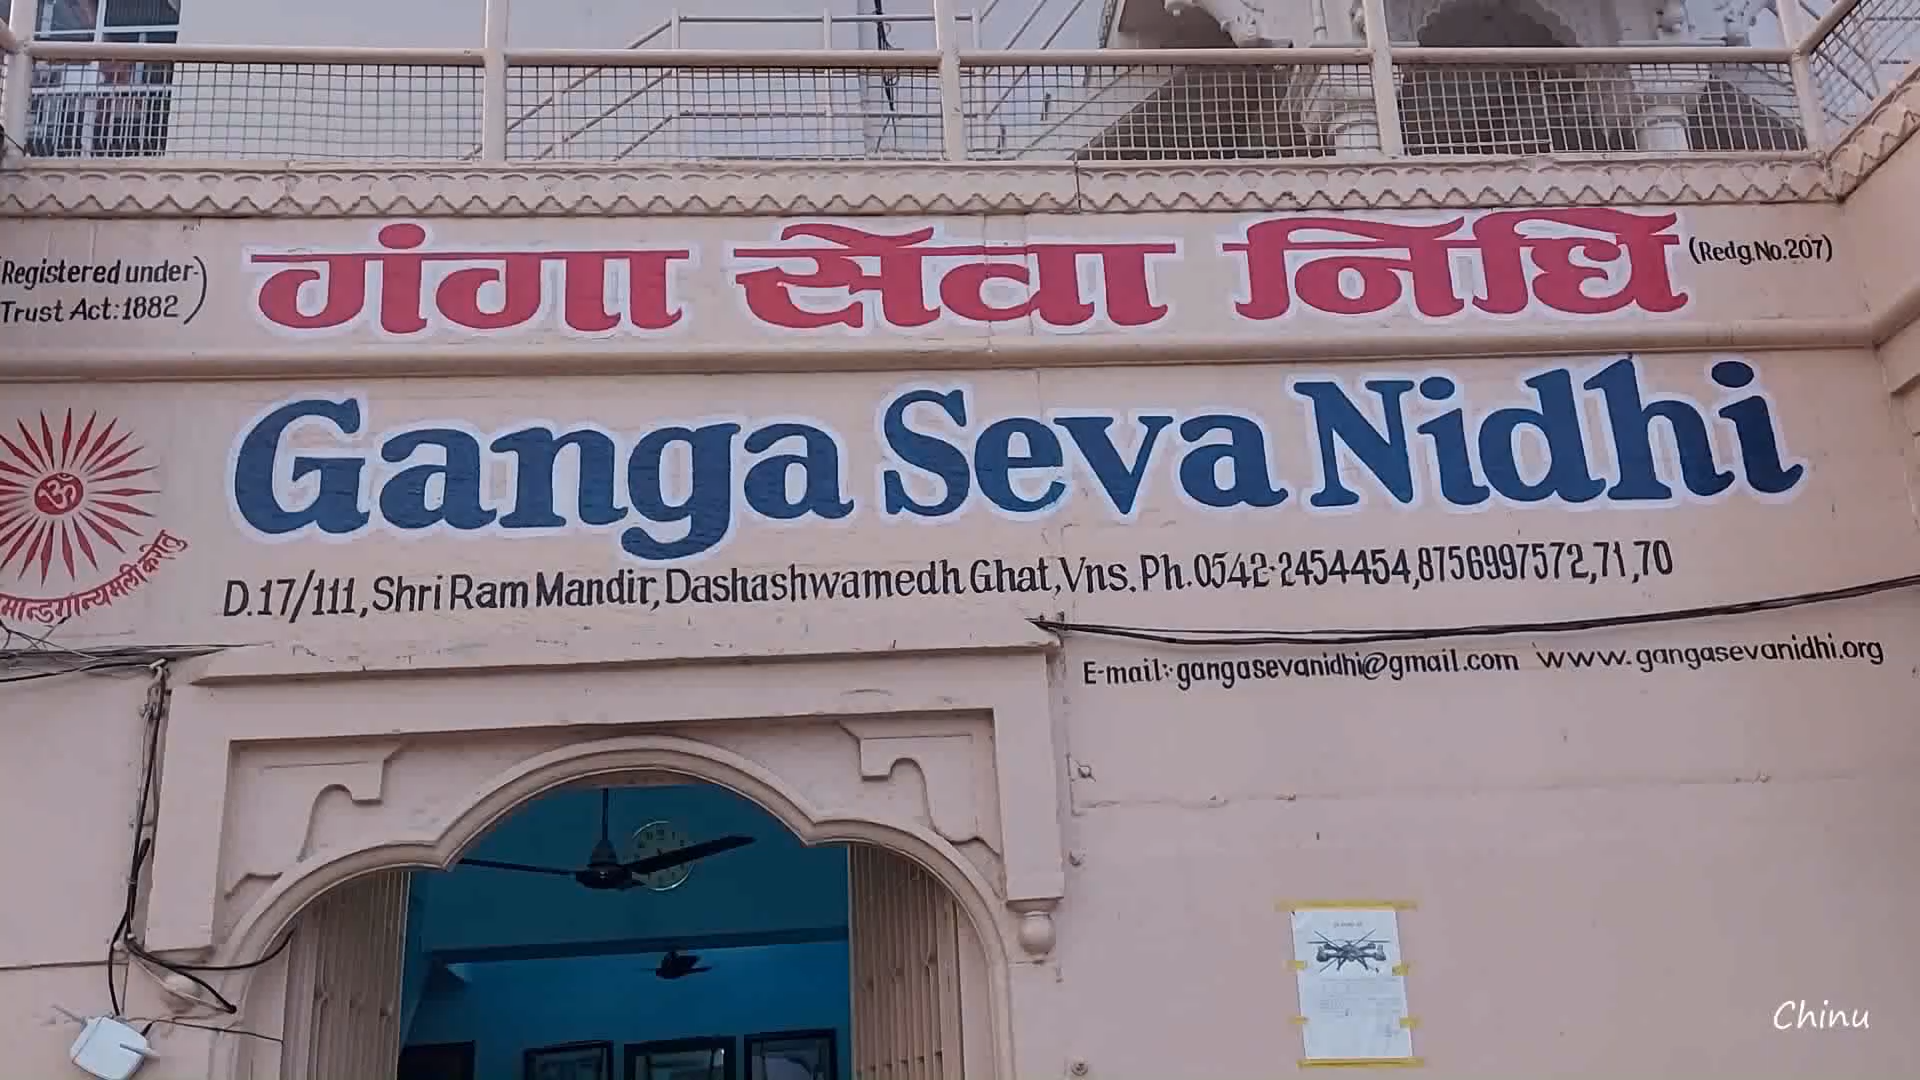 (Registered under
Trust Act:1882)
गंगा सेवा निधि
(Redg.No.207)
Ganga Seva Nidhi
D.17/111, Shri Ram Mandir, Dashashwamedh Ghat, Vns. Ph. 0542-2454454, 8756997572, 71, 70
E-mail:-gangasevanidhi@gmail.com www.gangasevanidhi.org
ॐ
Chinu